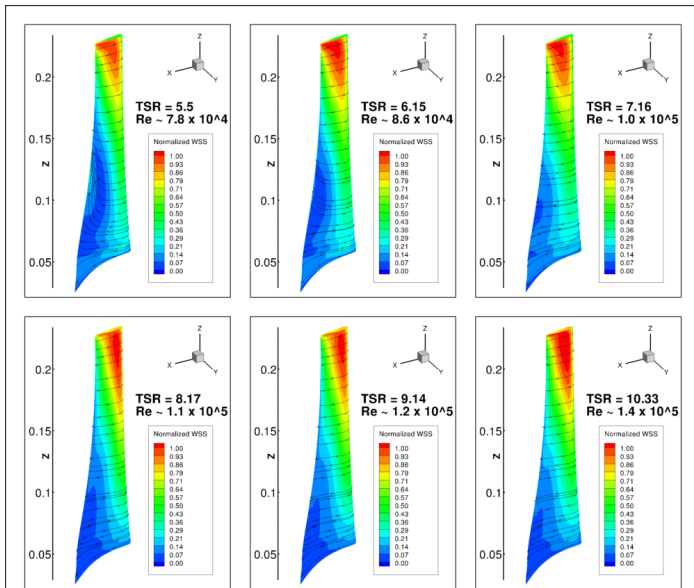 Z
X
Y
0.2
TSR = 5.5
Re ~ 7.8 x 10^4
0.15
Normalized WSS
Z
1.00
0.93
0.86
0.79
0.71
0.64
0.57
0.50
0.43
0.36
0.29
0.21
0.14
0.07
0.00
0.1
0.05
Z
X
Y
0.2
TSR = 6.15
Re ~ 8.6 x 10^4
0.15
Normalized WSS
Z
1.00
0.93
0.86
0.79
0.71
0.64
0.57
0.50
0.43
0.36
0.29
0.21
0.14
0.07
0.00
0.1
0.05
Z
X
Y
0.2
TSR = 7.16
Re ~ 1.0 x 10^5
0.15
Normalized WSS
Z
1.00
0.93
0.86
0.79
0.71
0.64
0.57
0.50
0.43
0.36
0.29
0.21
0.14
0.07
0.00
0.1
0.05
Z
X
Y
0.2
TSR = 8.17
Re ~ 1.1 x 10^5
0.15
Normalized WSS
Z
1.00
0.93
0.86
0.79
0.71
0.64
0.57
0.50
0.43
0.36
0.29
0.21
0.14
0.07
0.00
0.1
0.05
Z
X
Y
0.2
TSR = 9.14
Re ~ 1.2 x 10^5
0.15
Normalized WSS
Z
1.00
0.93
0.86
0.79
0.71
0.64
0.57
0.50
0.43
0.36
0.29
0.21
0.14
0.07
0.00
0.1
0.05
Z
X
Y
0.2
TSR = 10.33
Re ~ 1.4 x 10^5
0.15
Normalized WSS
Z
1.00
0.93
0.86
0.79
0.71
0.64
0.57
0.50
0.43
0.36
0.29
0.21
0.14
0.07
0.00
0.1
0.05